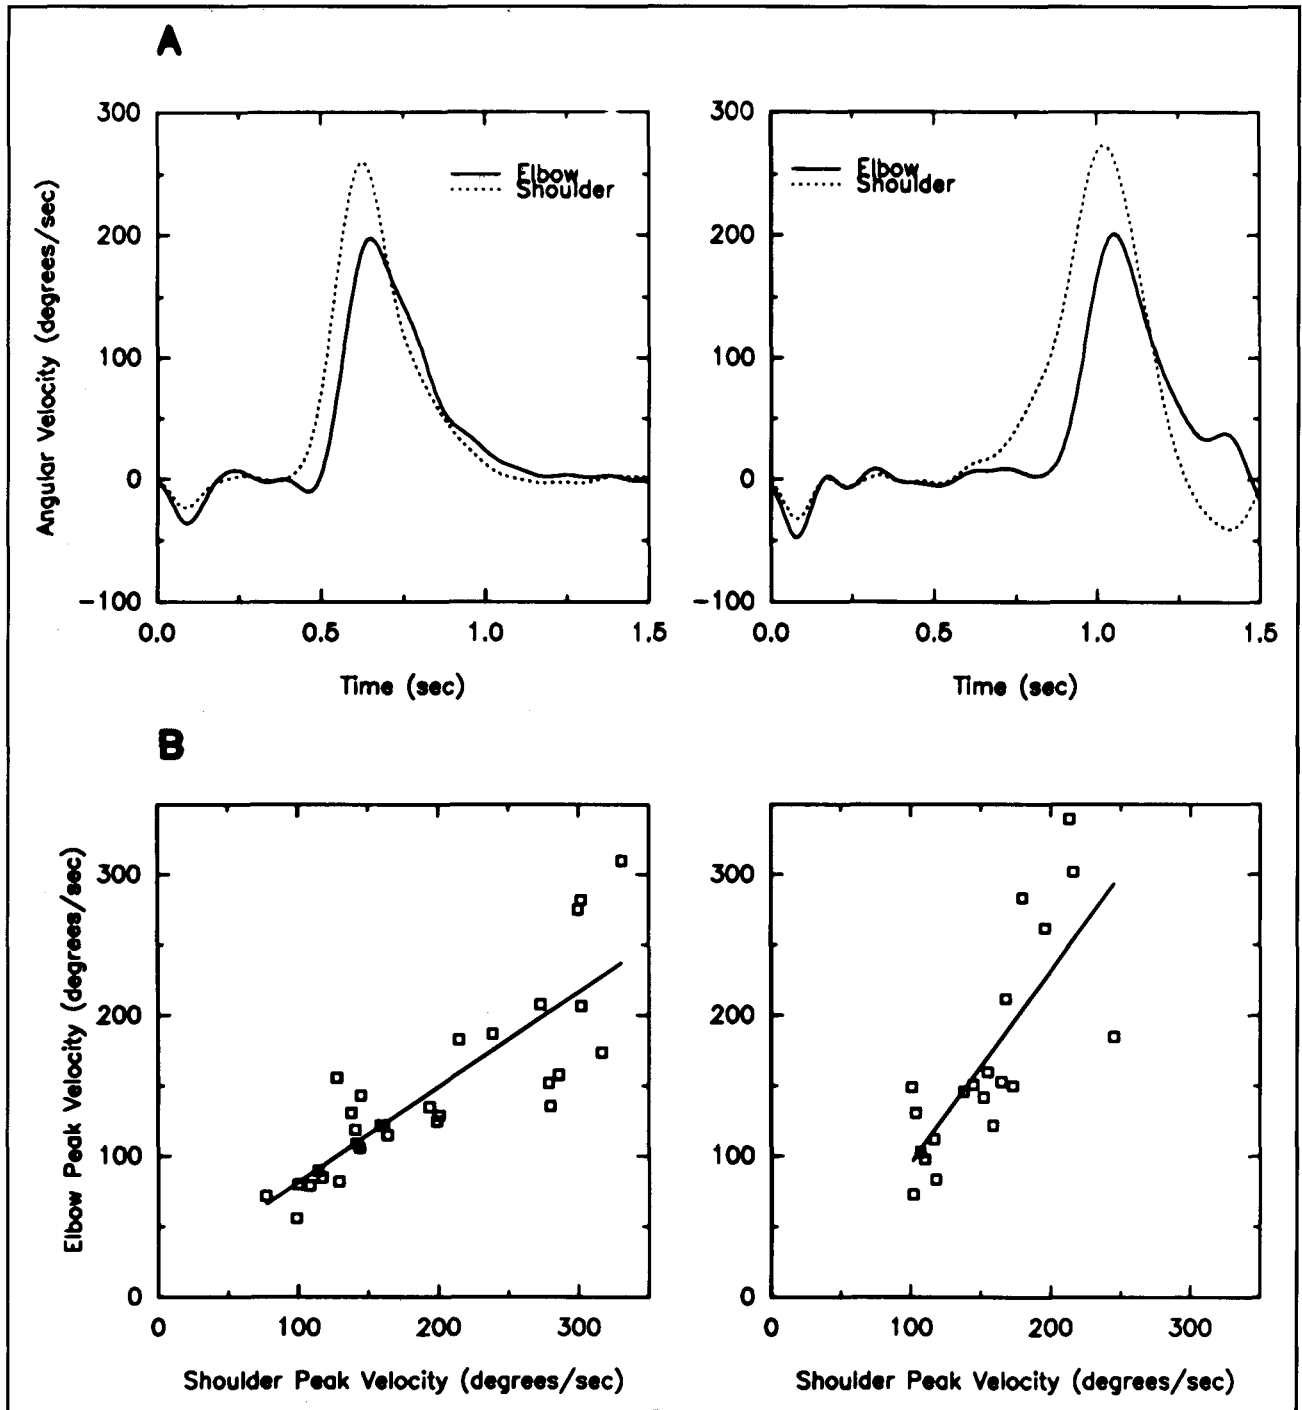 A
300
200
100
0
-100
Angular Velocity (degrees/sec)
Elbow
Shoulder
0.0 0.5 1.0 1.5
Time (sec)
300
200
100
0
-100
Elbow
Shoulder
0.0 0.5 1.0 1.5
Time (sec)
B
300
200
100
0
Elbow Peak Velocity (degrees/sec)
0 100 200 300
Shoulder Peak Velocity (degrees/sec)
300
200
100
0
0 100 200 300
Shoulder Peak Velocity (degrees/sec)